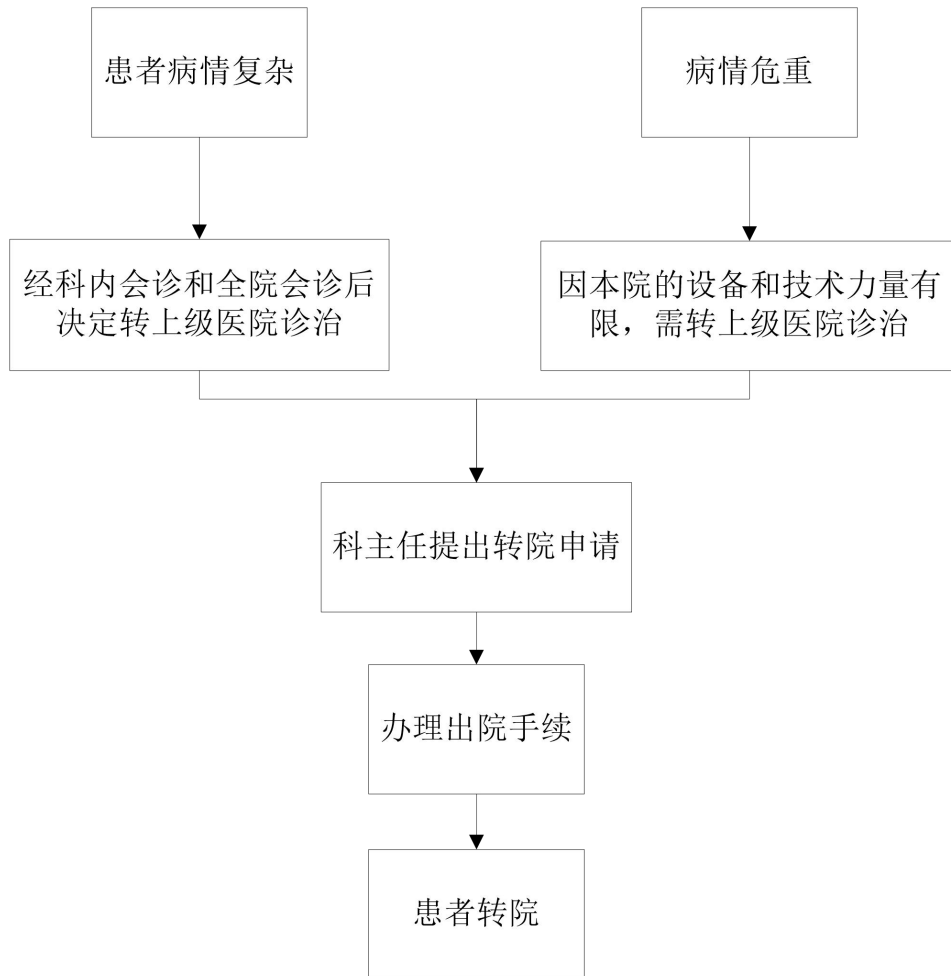 患者病情复杂
病情危重
经科内会诊和全院会诊后
决定转上级医院诊治
因本院的设备和技术力量有
限，需转上级医院诊治
科主任提出转院申请
办理出院手续
患者转院